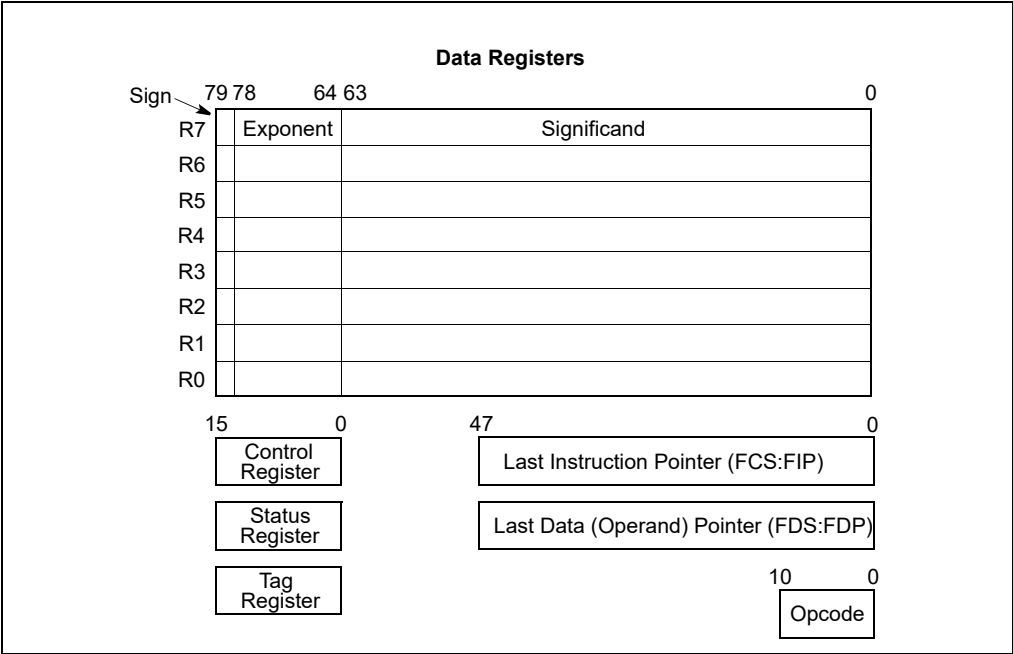 Data Registers
Sign 79 78 64 63 0
R7 Exponent Significand
R6
R5
R4
R3
R2
R1
R0
15 0 47 0
Control
Register
Last Instruction Pointer (FCS:FIP)
Status
Register
Last Data (Operand) Pointer (FDS:FDP)
Tag
Register
10 0
Opcode